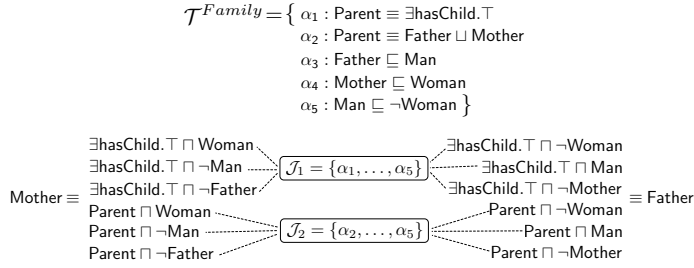 𝒯^Family = { α₁ : Parent ≡ ∃hasChild.⊤
α₂ : Parent ≡ Father ⊔ Mother
α₃ : Father ⊑ Man
α₄ : Mother ⊑ Woman
α₅ : Man ⊑ ¬Woman }
∃hasChild.⊤ ⊓ Woman
∃hasChild.⊤ ⊓ ¬Man
∃hasChild.⊤ ⊓ ¬Father
Mother ≡
Parent ⊓ Woman
Parent ⊓ ¬Man
Parent ⊓ ¬Father
𝒥₁ = {α₁, . . . , α₅}
𝒥₂ = {α₂, . . . , α₅}
∃hasChild.⊤ ⊓ ¬Woman
∃hasChild.⊤ ⊓ Man
∃hasChild.⊤ ⊓ ¬Mother
≡ Father
Parent ⊓ ¬Woman
Parent ⊓ Man
Parent ⊓ ¬Mother